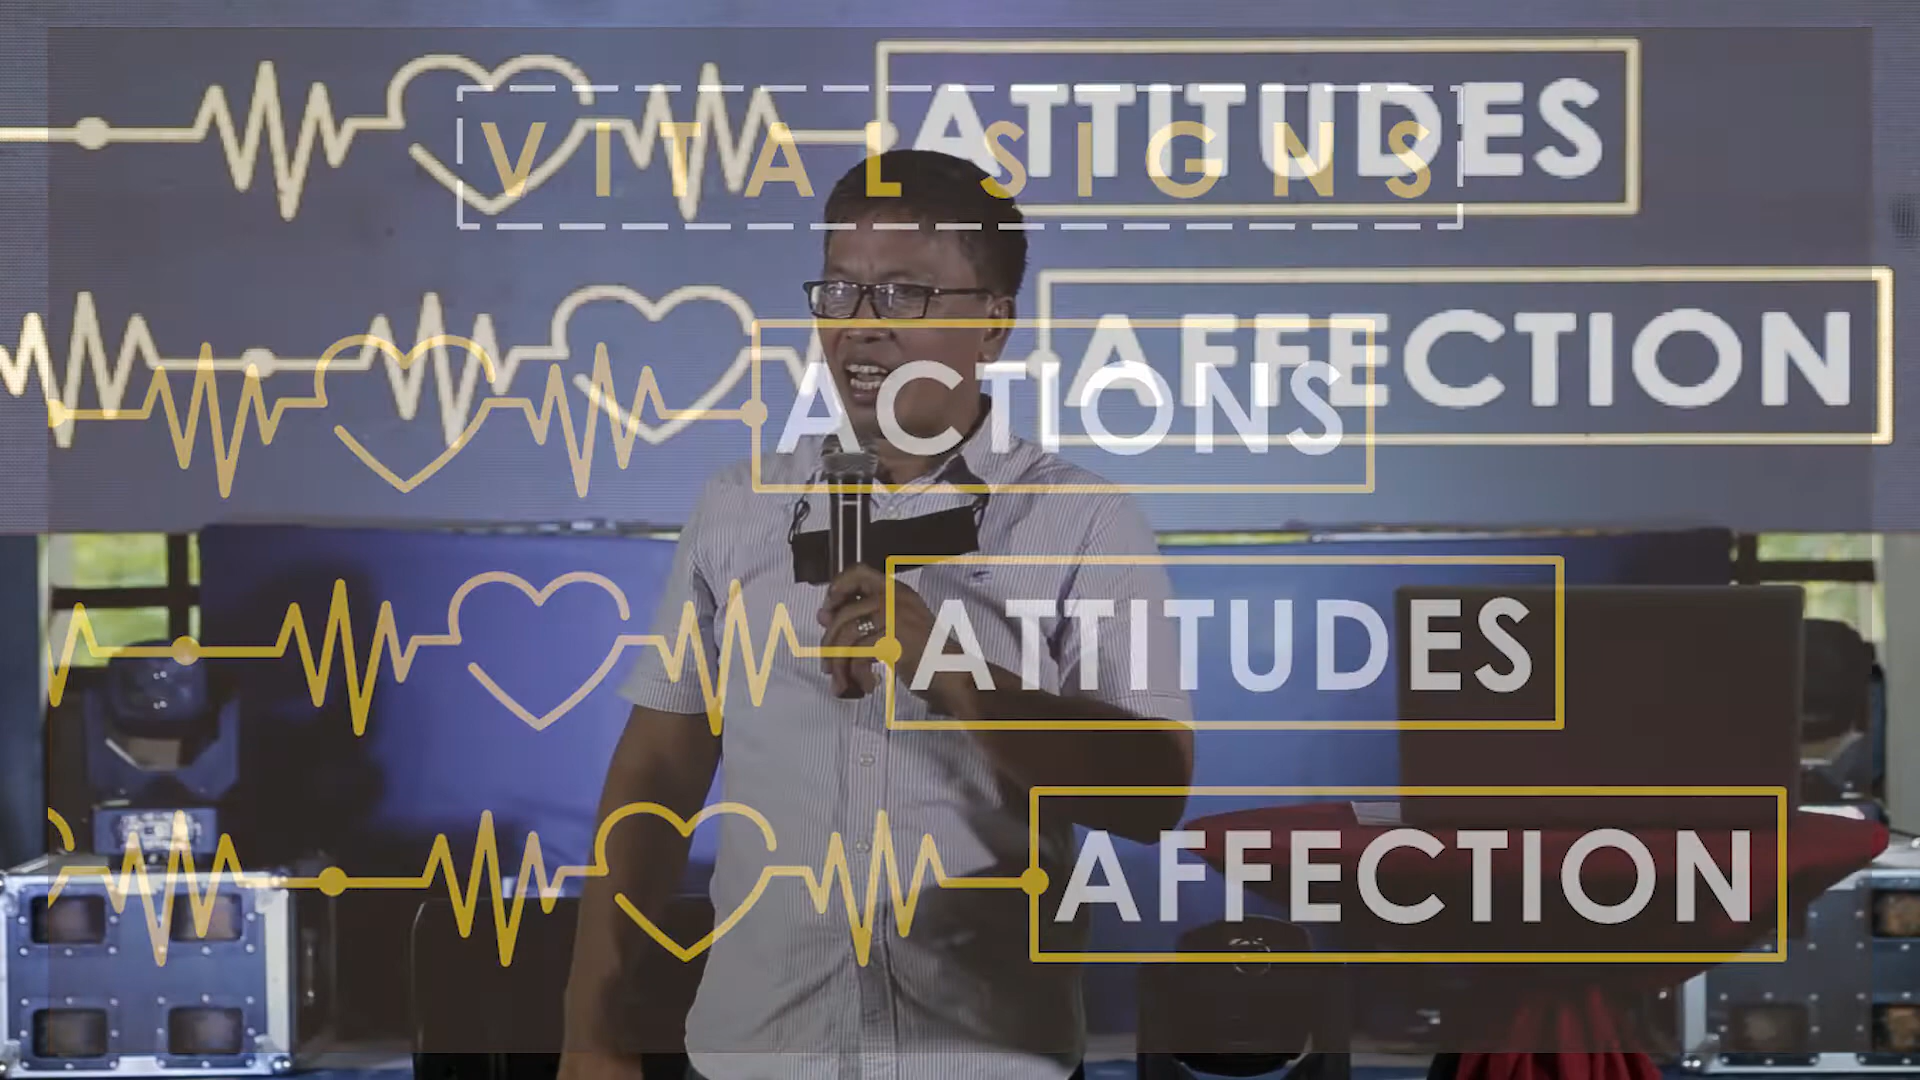 ATTITUDES
VITAL SIGNS
AFFECTION
ACTIONS
ATTITUDES
AFFECTION